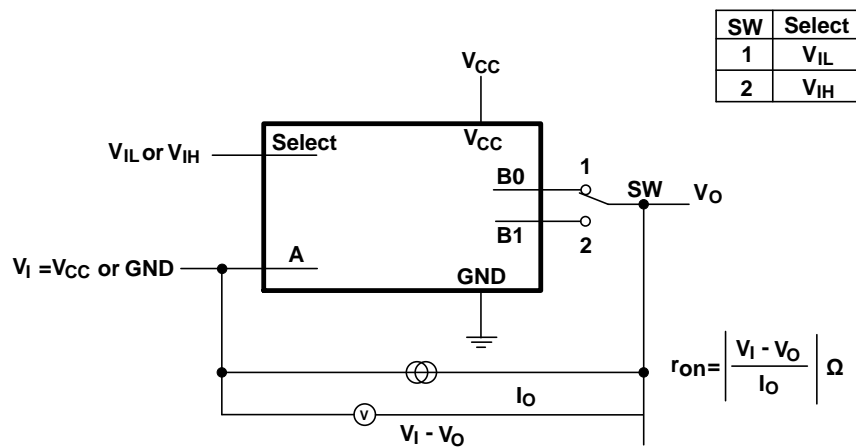 SW Select
1 VIL
2 VIH
VCC
Select
VCC
VIL or VIH
B0
1
SW
VO
B1
2
VI =VCC or GND
A
GND
IO
V
VI - VO
ron= | VI - VO / IO | Ω